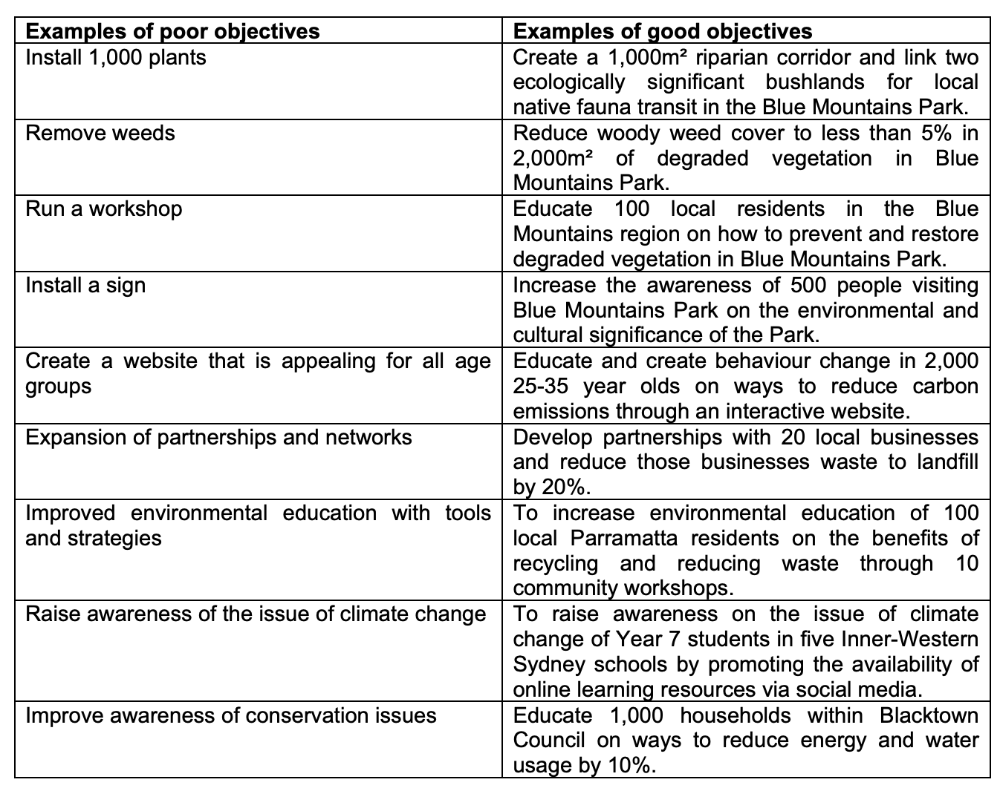 Examples of poor objectives
Examples of good objectives
Install 1,000 plants
Create a 1,000m² riparian corridor and link two
ecologically significant bushlands for local
native fauna transit in the Blue Mountains Park.
Remove weeds
Reduce woody weed cover to less than 5% in
2,000m² of degraded vegetation in Blue
Mountains Park.
Run a workshop
Educate 100 local residents in the Blue
Mountains region on how to prevent and restore
degraded vegetation in Blue Mountains Park.
Install a sign
Increase the awareness of 500 people visiting
Blue Mountains Park on the environmental and
cultural significance of the Park.
Create a website that is appealing for all age
groups
Educate and create behaviour change in 2,000
25-35 year olds on ways to reduce carbon
emissions through an interactive website.
Expansion of partnerships and networks
Develop partnerships with 20 local businesses
and reduce those businesses waste to landfill
by 20%.
Improved environmental education with tools
and strategies
To increase environmental education of 100
local Parramatta residents on the benefits of
recycling and reducing waste through 10
community workshops.
Raise awareness of the issue of climate change
To raise awareness on the issue of climate
change of Year 7 students in five Inner-Western
Sydney schools by promoting the availability of
online learning resources via social media.
Improve awareness of conservation issues
Educate 1,000 households within Blacktown
Council on ways to reduce energy and water
usage by 10%.